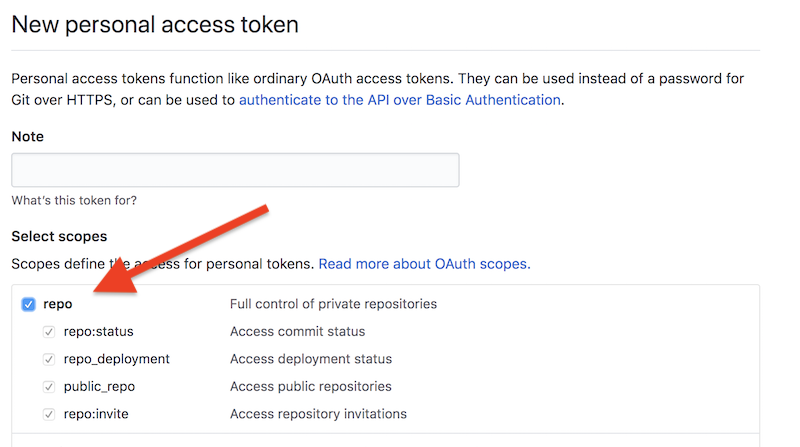 New personal access token
Personal access tokens function like ordinary OAuth access tokens. They can be used instead of a password for
Git over HTTPS, or can be used to authenticate to the API over Basic Authentication.
Note
What's this token for?
Select scopes
Scopes define the access for personal tokens. Read more about OAuth scopes.
repo Full control of private repositories
repo:status Access commit status
repo_deployment Access deployment status
public_repo Access public repositories
repo:invite Access repository invitations